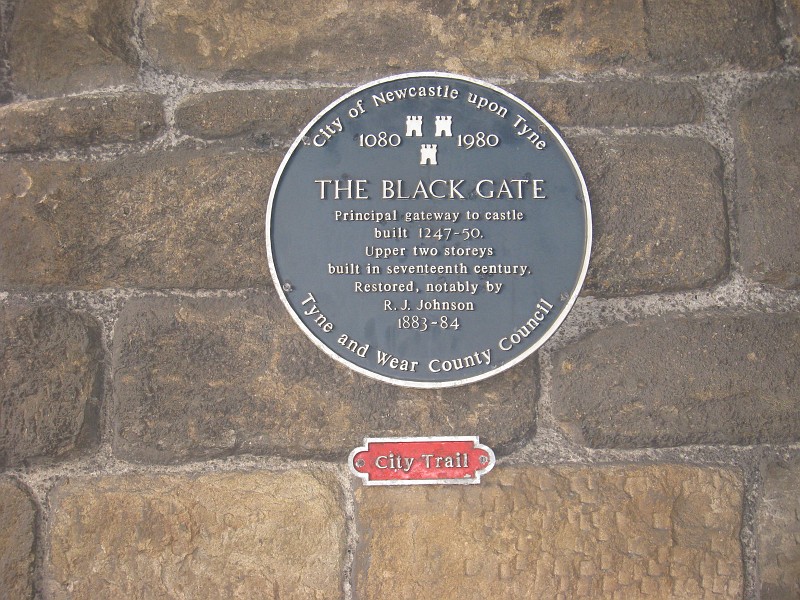 City of Newcastle upon Tyne
1080 1980
THE BLACK GATE
Principal gateway to castle
built 1247-50.
Upper two storeys
built in seventeenth century.
Restored, notably by
R. J. Johnson
1883-84
Tyne and Wear County Council
City Trail